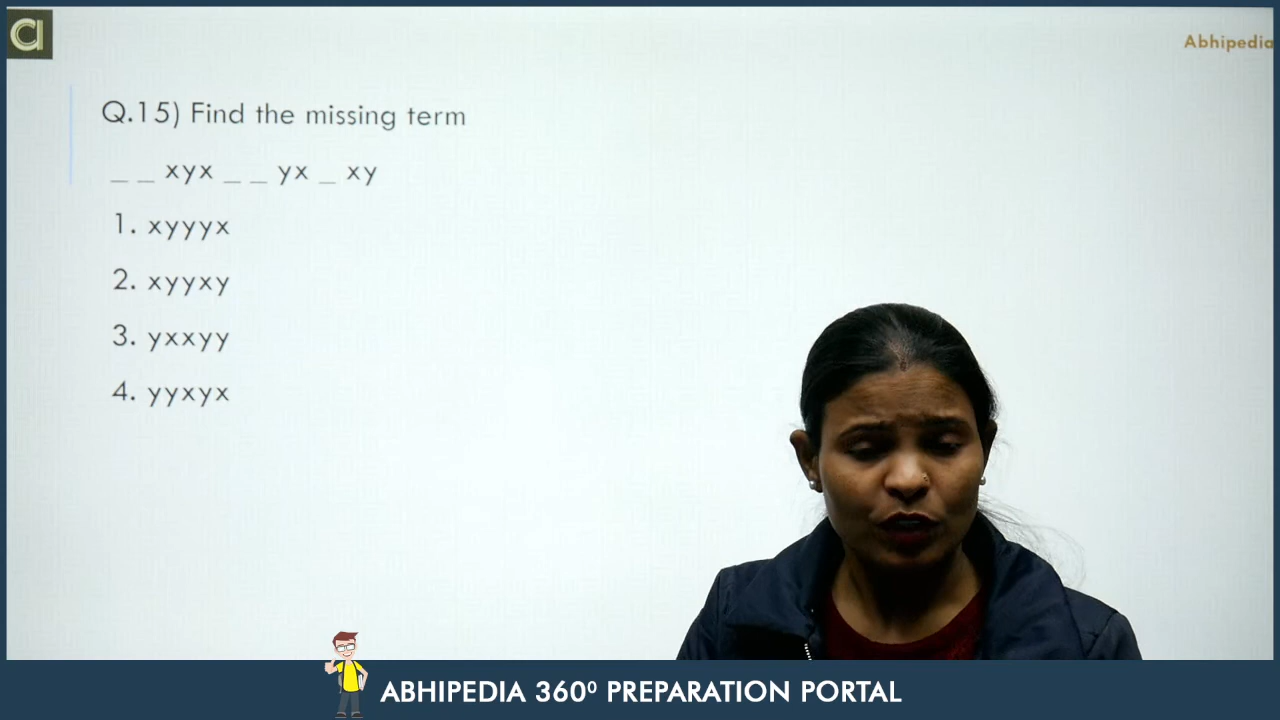 Abhipedia
Q.15) Find the missing term
_ _ xyx _ _ yx _ xy
1. xyyyx
2. xyyxy
3. yxxyy
4. yyxyx
ABHIPEDIA 360⁰ PREPARATION PORTAL